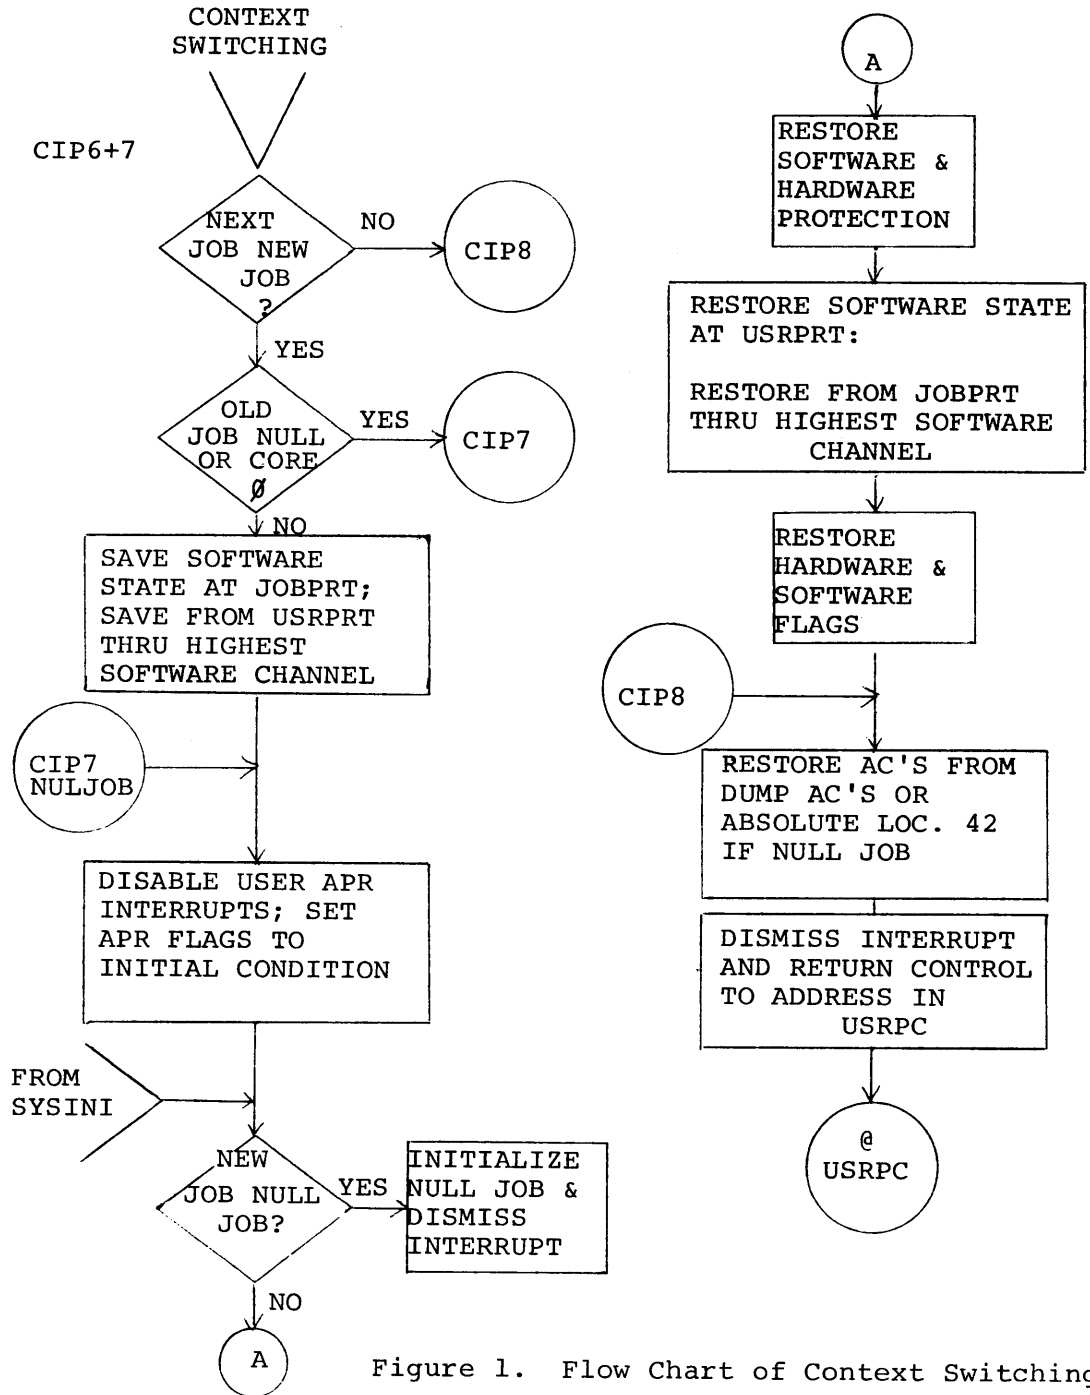 CONTEXT
SWITCHING
CIP6+7
NEXT
JOB NEW
JOB
?
NO
CIP8
YES
OLD
JOB NULL
OR CORE
Ø
YES
CIP7
NO
SAVE SOFTWARE
STATE AT JOBPRT;
SAVE FROM USRPRT
THRU HIGHEST
SOFTWARE CHANNEL
CIP7
NULJOB
DISABLE USER APR
INTERRUPTS; SET
APR FLAGS TO
INITIAL CONDITION
FROM
SYSINI
NEW
JOB NULL
JOB?
YES
INITIALIZE
NULL JOB &
DISMISS
INTERRUPT
NO
A
A
RESTORE
SOFTWARE &
HARDWARE
PROTECTION
RESTORE SOFTWARE STATE
AT USRPRT:
RESTORE FROM JOBPRT
THRU HIGHEST SOFTWARE
CHANNEL
RESTORE
HARDWARE &
SOFTWARE
FLAGS
CIP8
RESTORE AC'S FROM
DUMP AC'S OR
ABSOLUTE LOC. 42
IF NULL JOB
DISMISS INTERRUPT
AND RETURN CONTROL
TO ADDRESS IN
USRPC
@
USRPC
Figure 1. Flow Chart of Context Switching